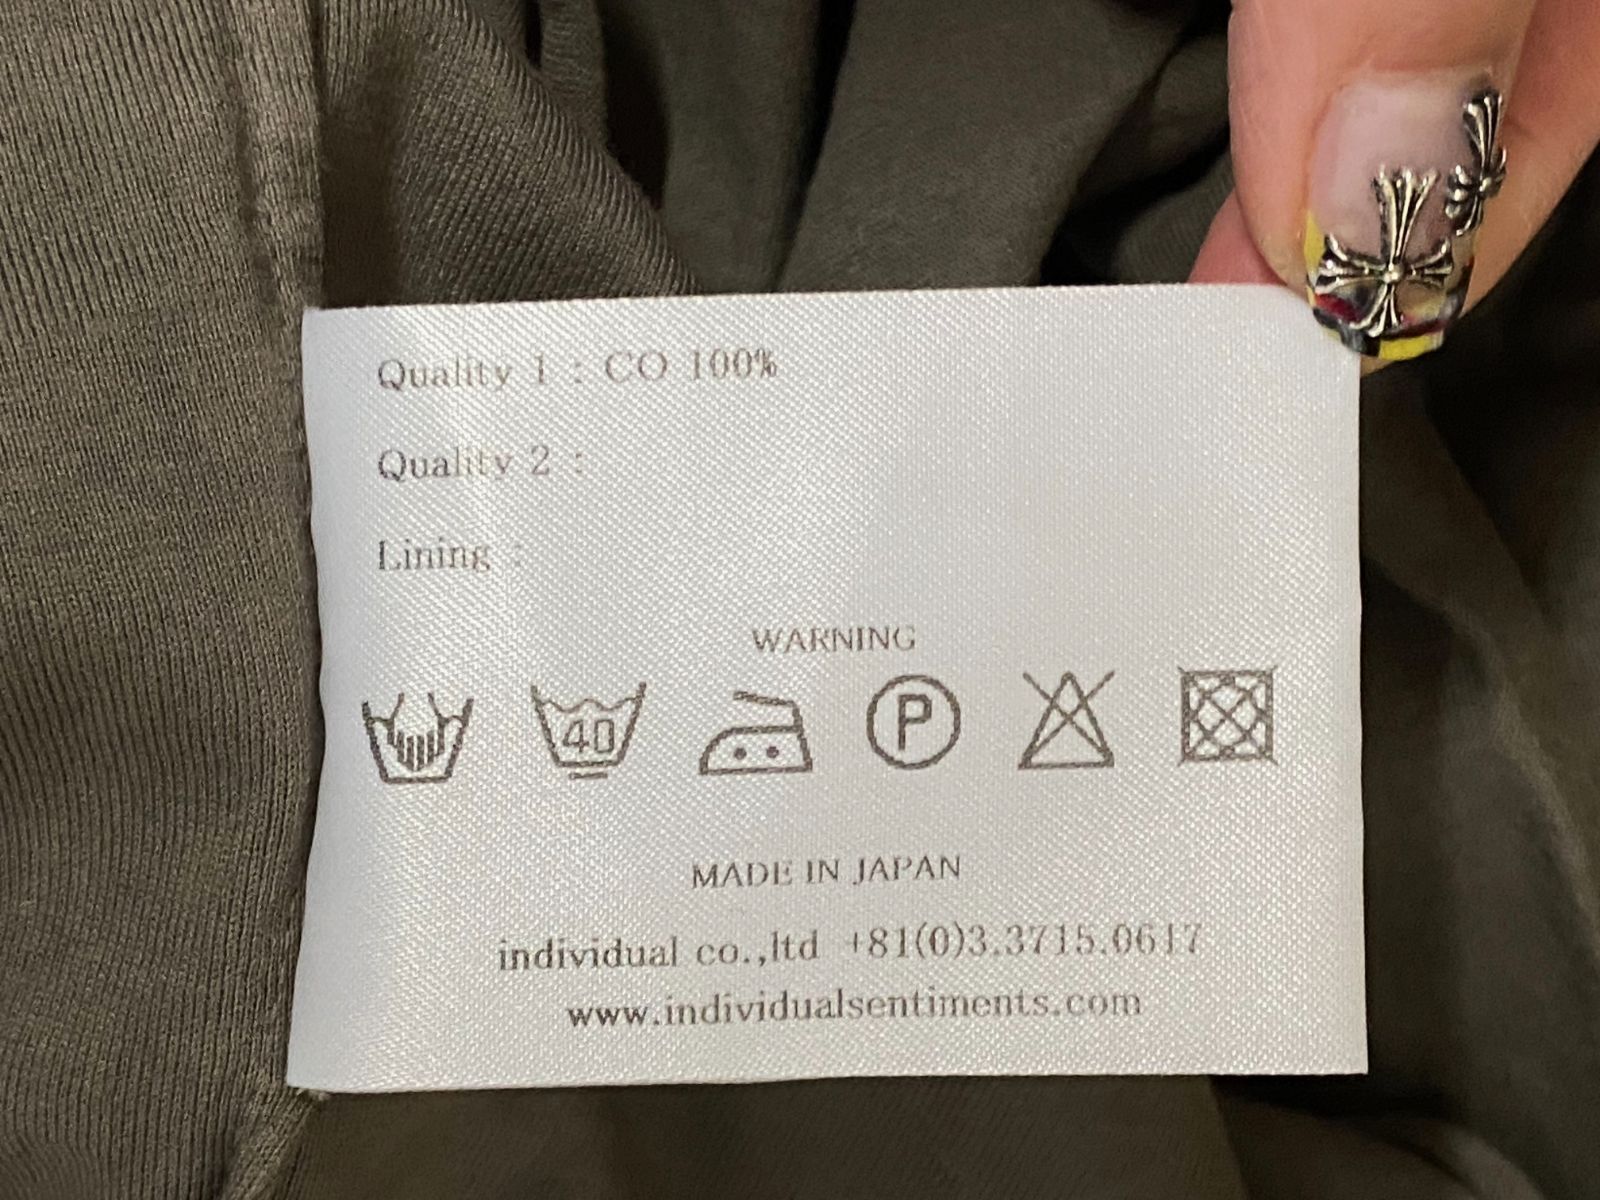 Quality 1 : CO 100%
Quality 2 :
Lining :
WARNING
40 P
MADE IN JAPAN
individual co.,ltd +81(0)3.3715.0617
www.individualsentiments.com